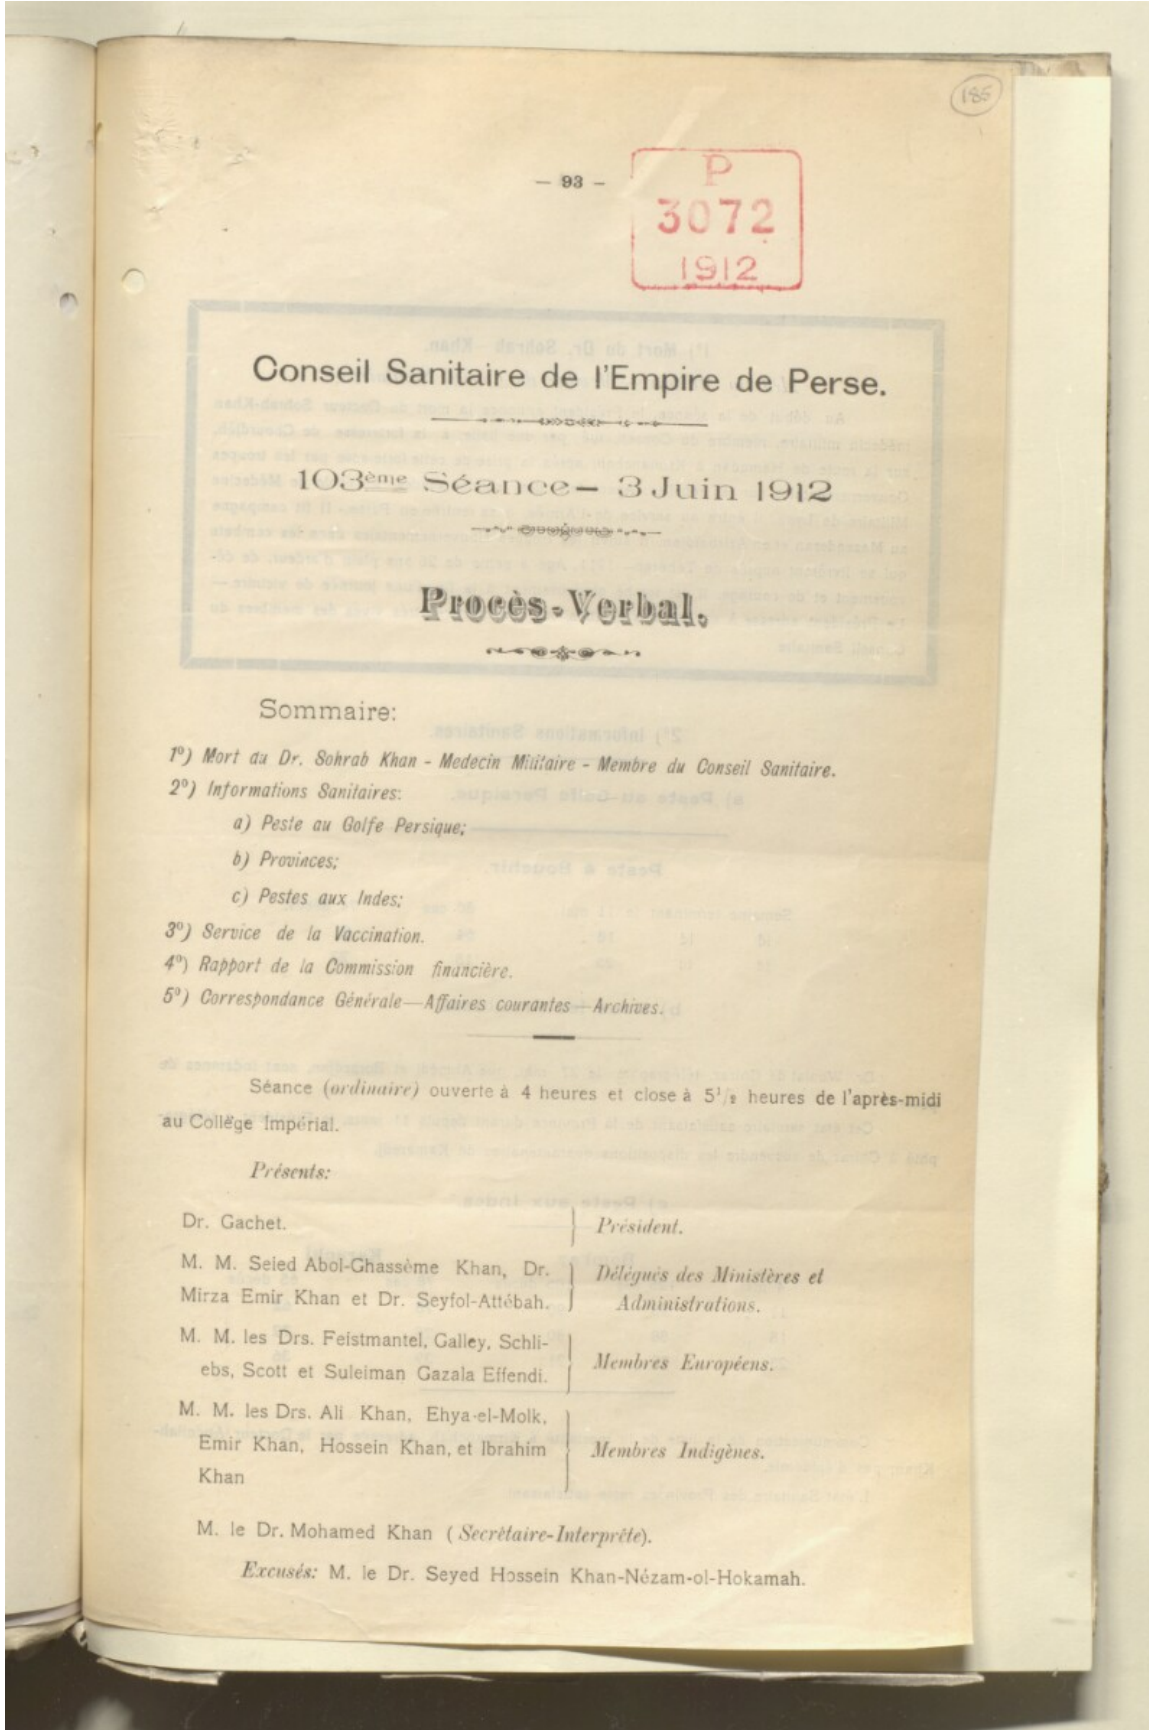 185
– 93 –
P
3072
1912
Conseil Sanitaire de l'Empire de Perse.
103ème Séance – 3 Juin 1912
Procès-Verbal.
Sommaire:
1º) Mort du Dr. Sohrab Khan - Medecin Militaire - Membre du Conseil Sanitaire.
2º) Informations Sanitaires:
a) Peste au Golfe Persique;
b) Provinces;
c) Pestes aux Indes;
3º) Service de la Vaccination.
4º) Rapport de la Commission financière.
5º) Correspondance Générale—Affaires courantes—Archives.
Séance (ordinaire) ouverte à 4 heures et close à 5 1/2 heures de l'après-midi
au Collège Impérial.
Présents:
Dr. Gachet. } Président.
M. M. Seied Abol-Ghassème Khan, Dr. } Délégués des Ministères et
Mirza Emir Khan et Dr. Seyfol-Attébah. } Administrations.
M. M. les Drs. Feistmantel, Galley, Schli-
ebs, Scott et Suleiman Gazala Effendi. } Membres Européens.
M. M. les Drs. Ali Khan, Ehya-el-Molk,
Emir Khan, Hossein Khan, et Ibrahim } Membres Indigènes.
Khan
M. le Dr. Mohamed Khan (Secrétaire-Interprête).
Excusés: M. le Dr. Seyed Hossein Khan-Nézam-ol-Hokamah.